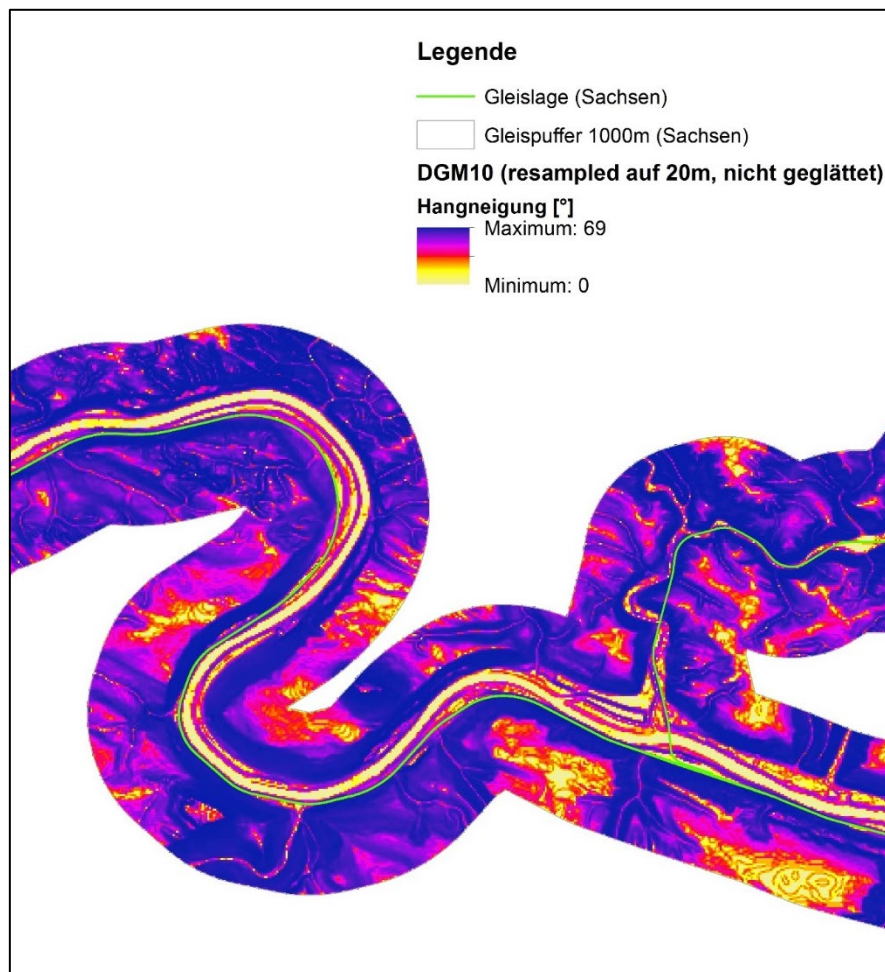 Legende
Gleislage (Sachsen)
Gleispuffer 1000m (Sachsen)
DGM10 (resampled auf 20m, nicht geglättet)
Hangneigung [°]
Maximum: 69
Minimum: 0